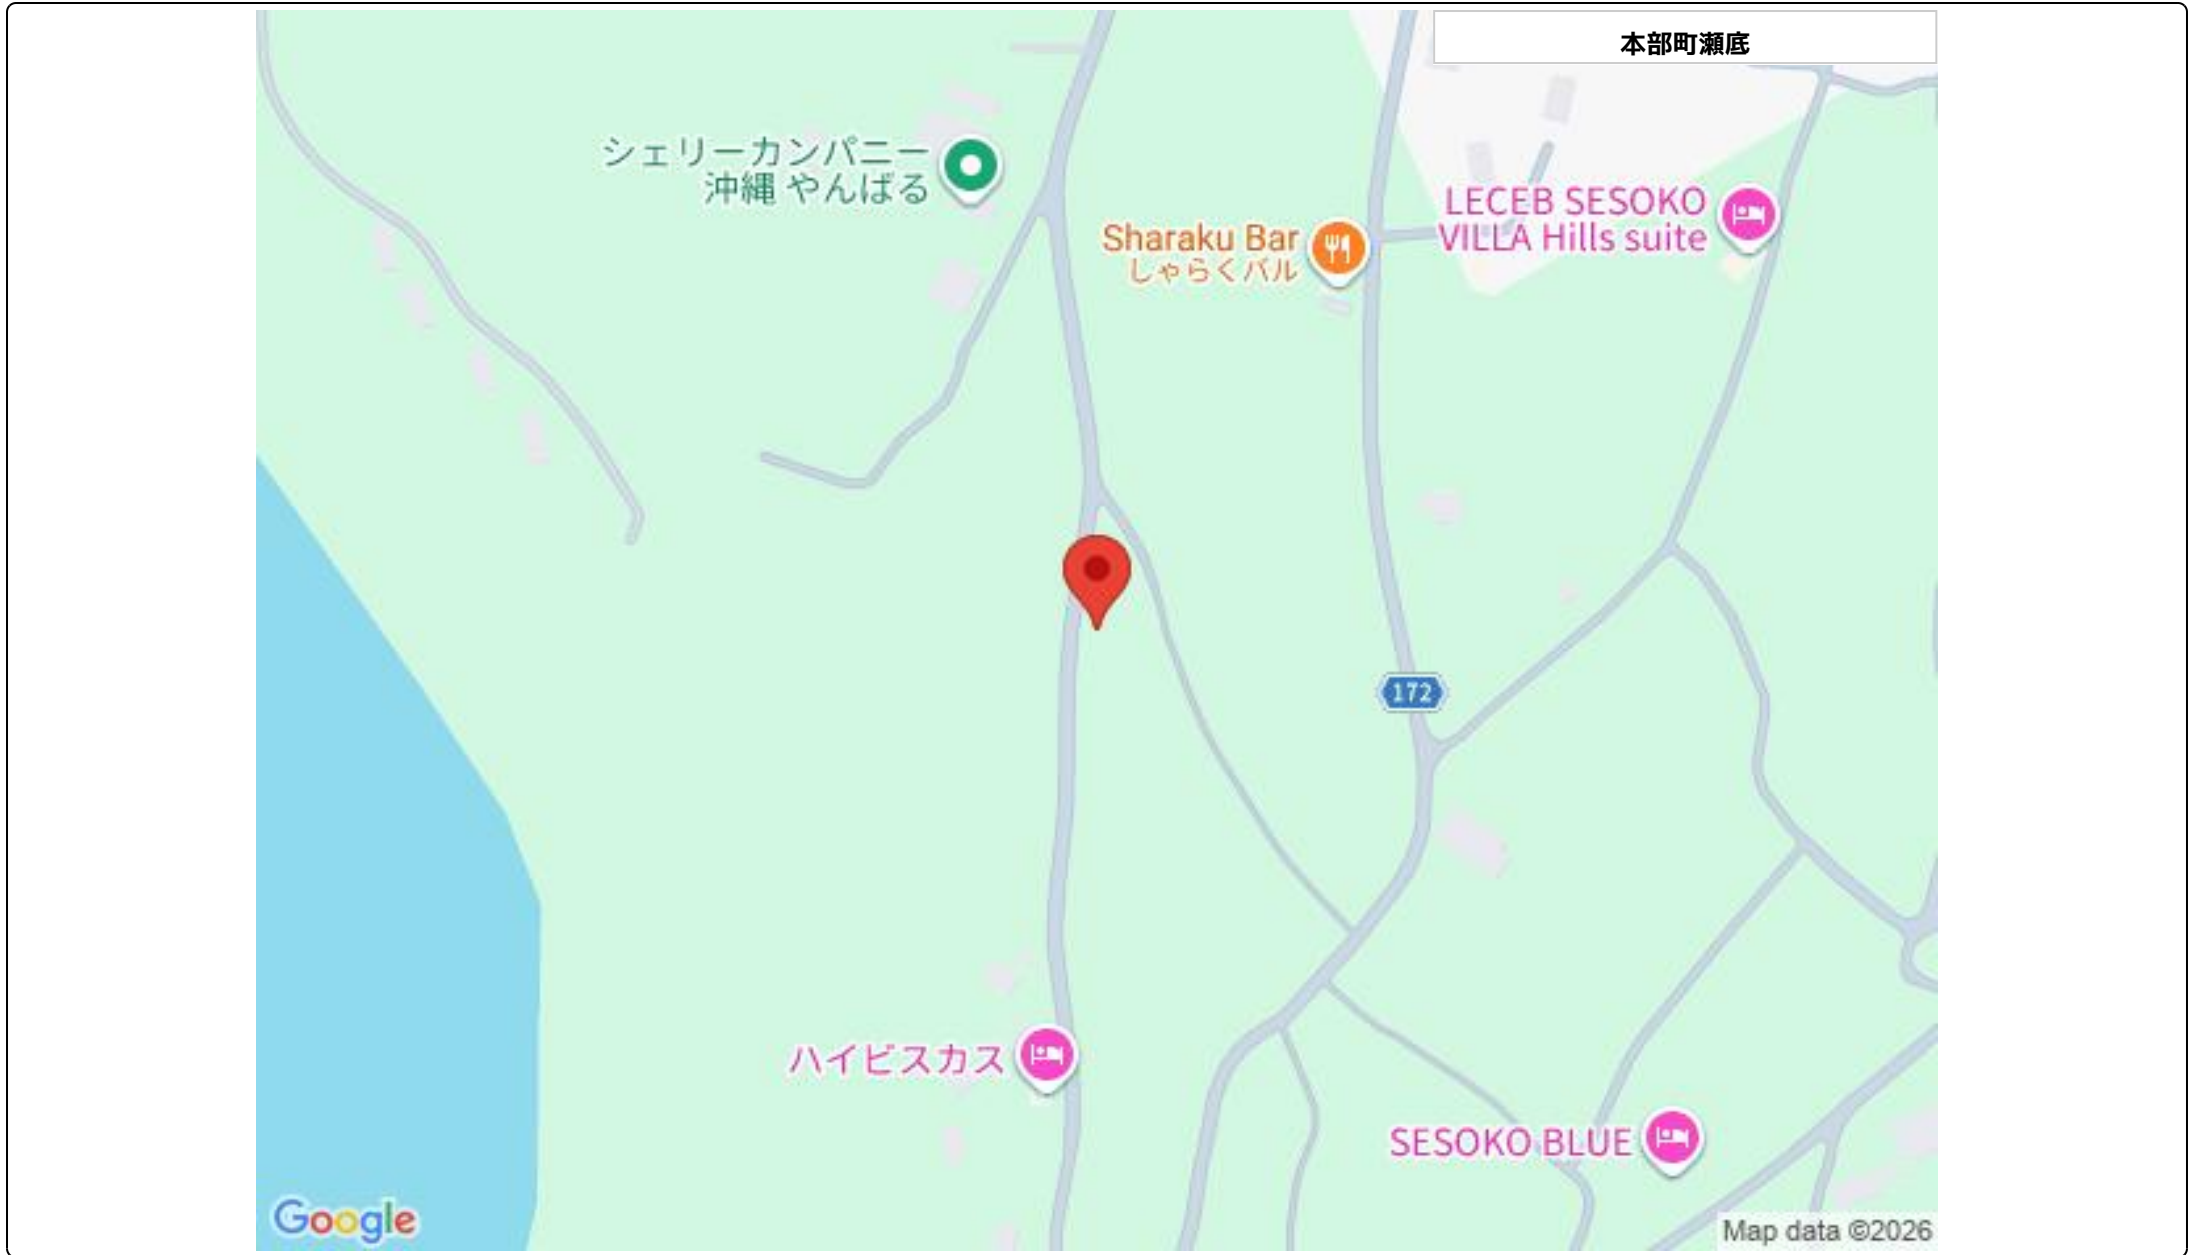 本部町瀬底
シェリーカンパニー
沖縄 やんばる
LECEB SESOKO
VILLA Hills suite
Sharaku Bar
しゃらくバル
172
ハイビスカス
SESOKO BLUE
Google
Map data ©2026